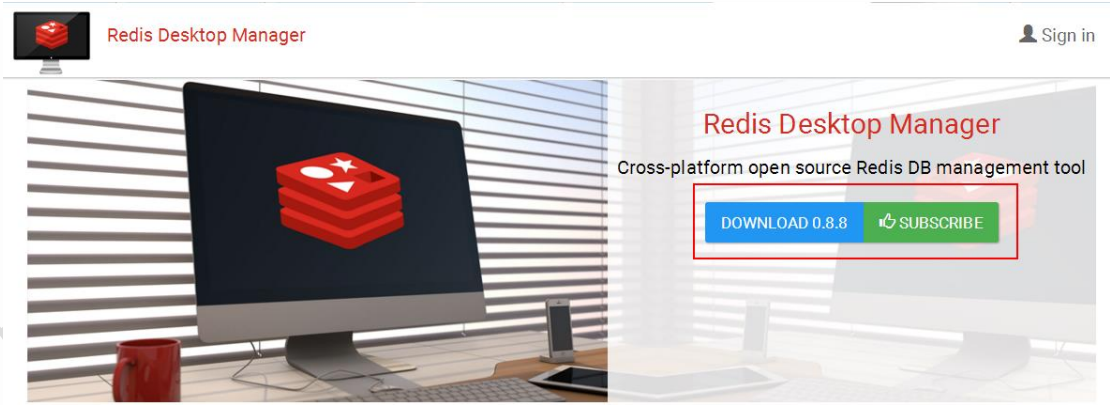 Redis Desktop Manager
Sign in
Redis Desktop Manager
Cross-platform open source Redis DB management tool
DOWNLOAD 0.8.8 SUBSCRIBE